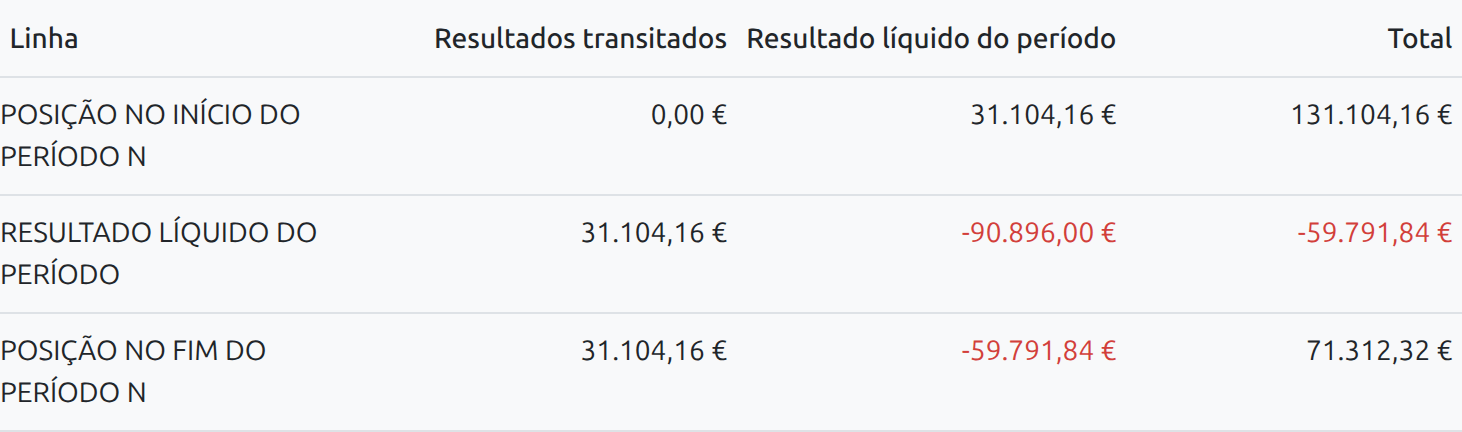 Linha Resultados transitados Resultado líquido do período Total
POSIÇÃO NO INÍCIO DO 0,00 € 31.104,16 € 131.104,16 €
PERÍODO N
RESULTADO LÍQUIDO DO 31.104,16 € -90.896,00 € -59.791,84 €
PERÍODO
POSIÇÃO NO FIM DO 31.104,16 € -59.791,84 € 71.312,32 €
PERÍODO N